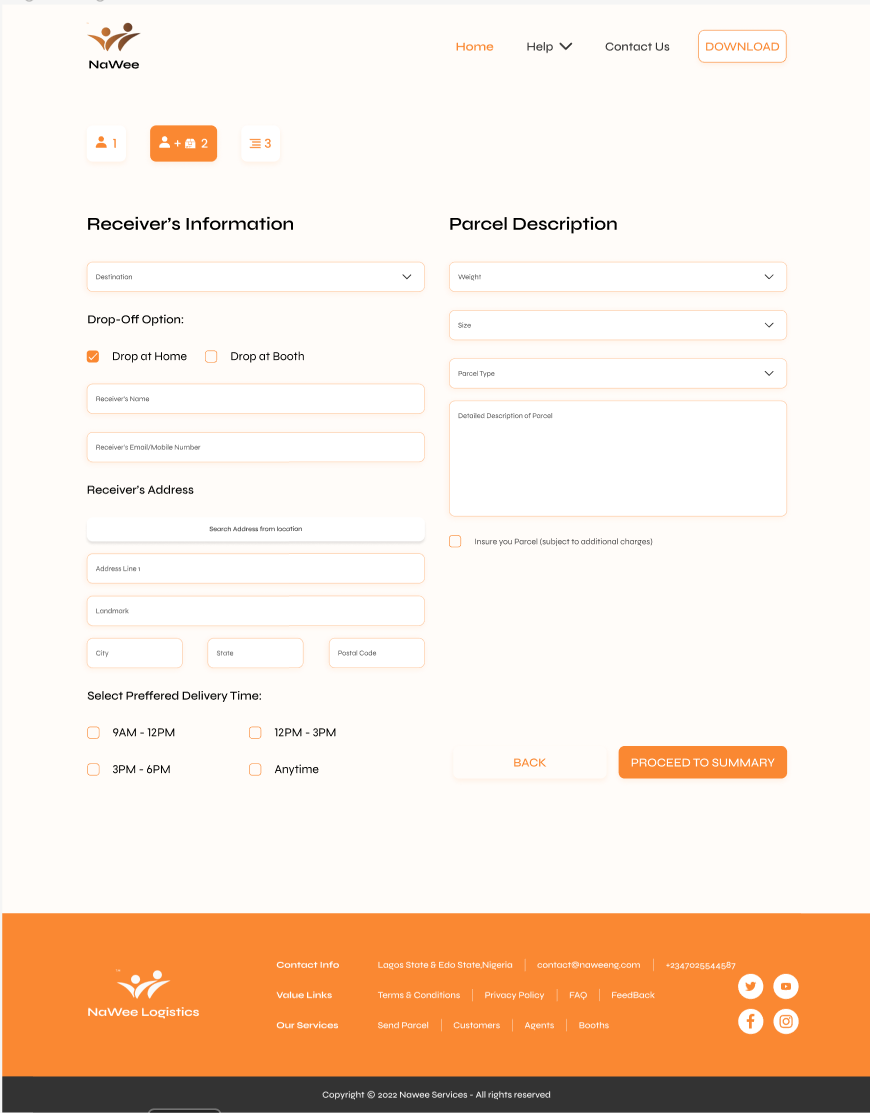 NaWee
Home
Help
Contact Us
DOWNLOAD
1
+ 2
3
Receiver's Information
Destination
Drop-Off Option:
Drop at Home
Drop at Booth
Receiver's Name
Receiver's Email/Mobile Number
Receiver's Address
Search Address from location
Address Line 1
Landmark
City
State
Postal Code
Select Preffered Delivery Time:
9AM - 12PM
12PM - 3PM
3PM - 6PM
Anytime
Parcel Description
Weight
Size
Parcel Type
Detailed Description of Parcel
Insure you Parcel (subject to additional charges)
BACK
PROCEED TO SUMMARY
NaWee Logistics
Contact Info
Lagos State & Edo State,Nigeria
contact@naweeng.com
+2347025544587
Value Links
Terms & Conditions
Privacy Policy
FAQ
FeedBack
Our Services
Send Parcel
Customers
Agents
Booths
Copyright © 2022 Nawee Services - All rights reserved